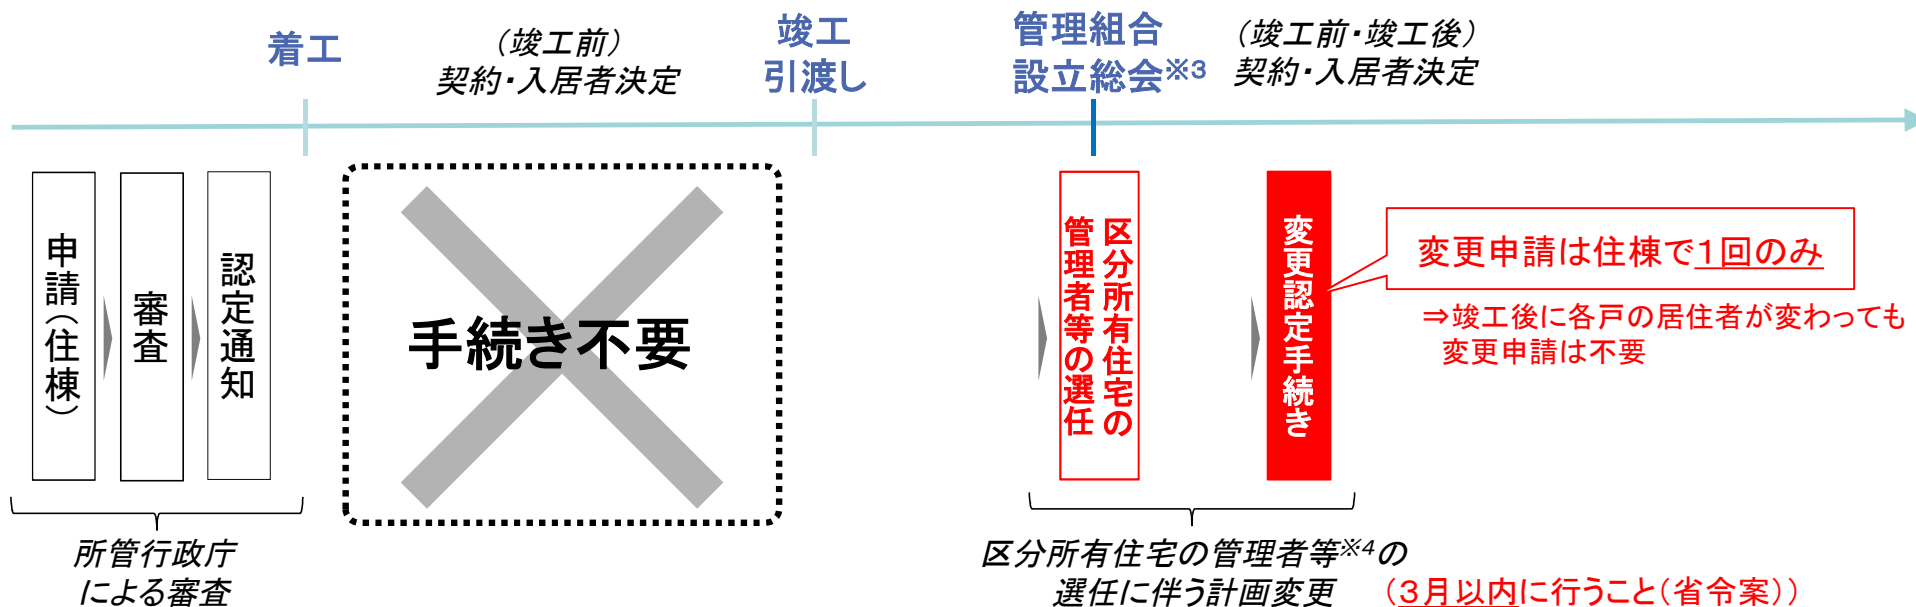 着工
（竣工前）
契約・入居者決定
竣工
引渡し
管理組合
設立総会※3
（竣工前・竣工後）
契約・入居者決定
申請（住棟）
審査
認定通知
手続き不要
区分所有住宅の
管理者等の選任
変更認定手続き
変更申請は住棟で1回のみ
⇒竣工後に各戸の居住者が変わっても
変更申請は不要
所管行政庁
による審査
区分所有住宅の管理者等※4の
選任に伴う計画変更
（3月以内に行うこと（省令案））